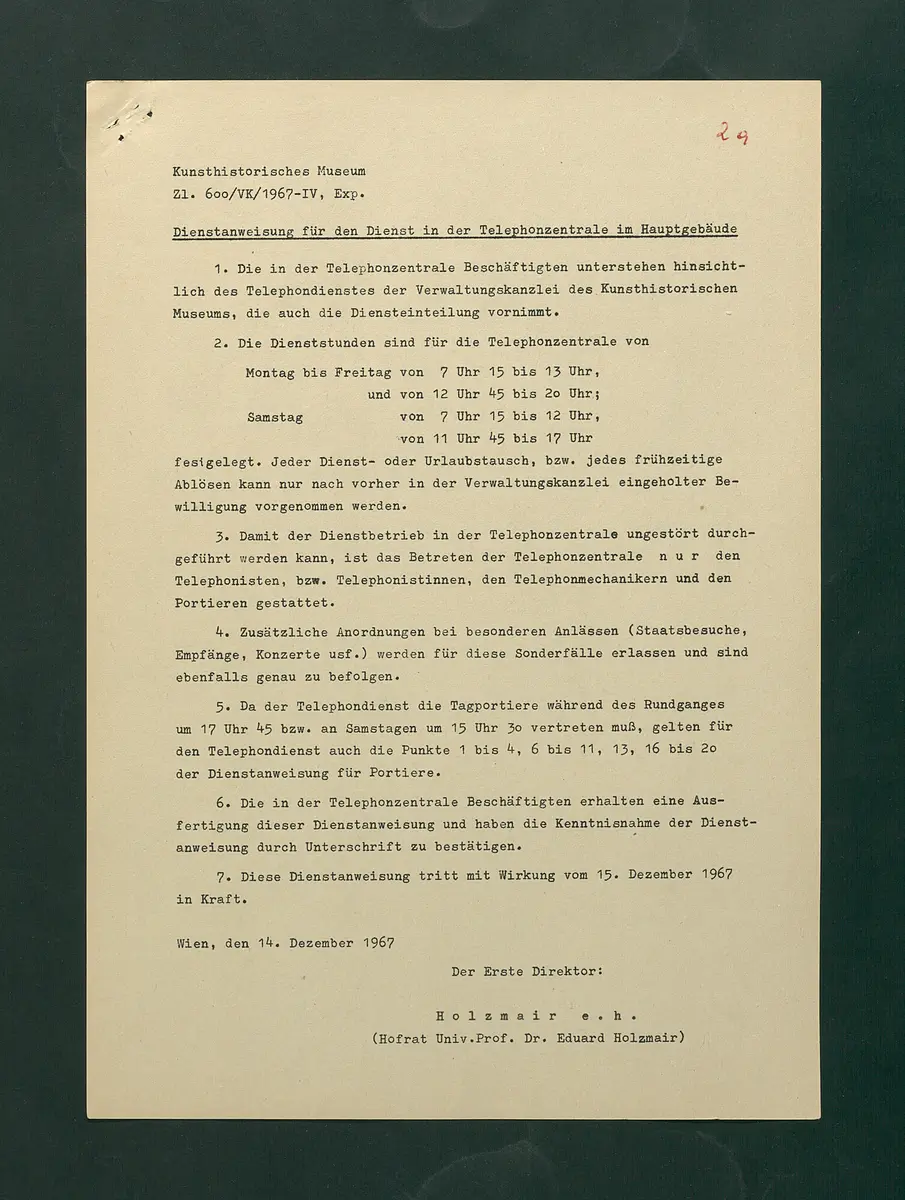 2a
Kunsthistorisches Museum
Zl. 6oo/VK/1967-IV, Exp.
Dienstanweisung für den Dienst in der Telephonzentrale im Hauptgebäude
1. Die in der Telephonzentrale Beschäftigten unterstehen hinsicht-
lich des Telephondienstes der Verwaltungskanzlei des Kunsthistorischen
Museums, die auch die Diensteinteilung vornimmt.
2. Die Dienststunden sind für die Telephonzentrale von
Montag bis Freitag von 7 Uhr 15 bis 13 Uhr,
und von 12 Uhr 45 bis 2o Uhr;
Samstag von 7 Uhr 15 bis 12 Uhr,
von 11 Uhr 45 bis 17 Uhr
festgelegt. Jeder Dienst- oder Urlaubstausch, bzw. jedes frühzeitige
Ablösen kann nur nach vorher in der Verwaltungskanzlei eingeholter Be-
willigung vorgenommen werden.
3. Damit der Dienstbetrieb in der Telephonzentrale ungestört durch-
geführt werden kann, ist das Betreten der Telephonzentrale n u r den
Telephonisten, bzw. Telephonistinnen, den Telephonmechanikern und den
Portieren gestattet.
4. Zusätzliche Anordnungen bei besonderen Anlässen (Staatsbesuche,
Empfänge, Konzerte usf.) werden für diese Sonderfälle erlassen und sind
ebenfalls genau zu befolgen.
5. Da der Telephondienst die Tagportiere während des Rundganges
um 17 Uhr 45 bzw. an Samstagen um 15 Uhr 3o vertreten muß, gelten für
den Telephondienst auch die Punkte 1 bis 4, 6 bis 11, 13, 16 bis 2o
der Dienstanweisung für Portiere.
6. Die in der Telephonzentrale Beschäftigten erhalten eine Aus-
fertigung dieser Dienstanweisung und haben die Kenntnisnahme der Dienst-
anweisung durch Unterschrift zu bestätigen.
7. Diese Dienstanweisung tritt mit Wirkung vom 15. Dezember 1967
in Kraft.
Wien, den 14. Dezember 1967
Der Erste Direktor:
H o l z m a i r e . h .
(Hofrat Univ.Prof. Dr. Eduard Holzmair)